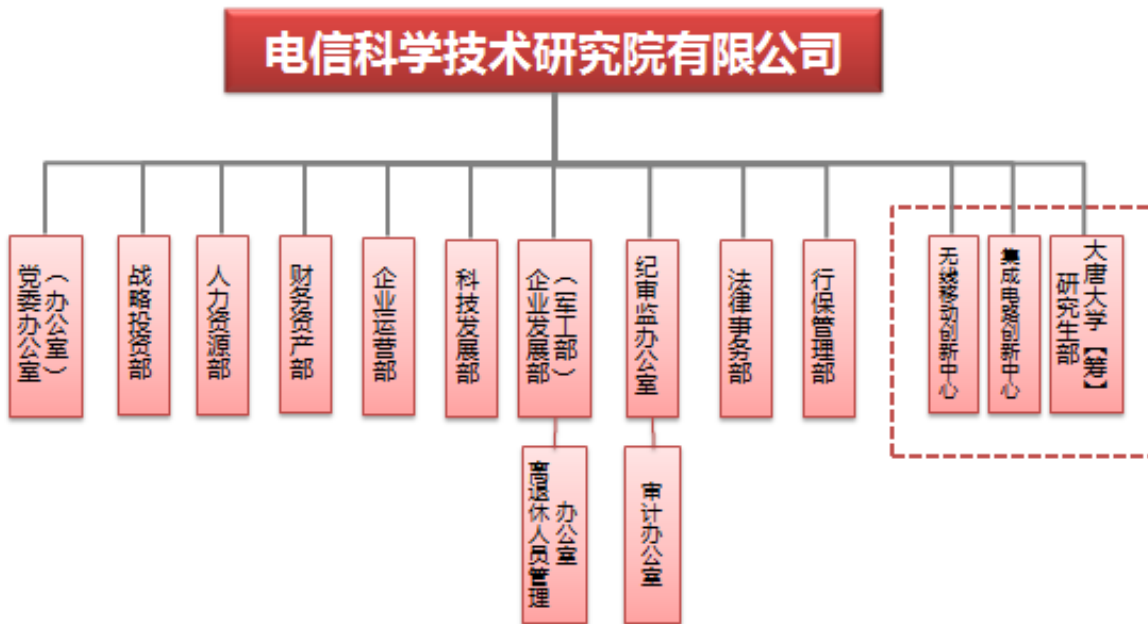 电信科学技术研究院有限公司
党委办公室
（办公室）
战略投资部
人力资源部
财务资产部
企业运营部
科技发展部
企业发展部
（军工部）
纪审监办公室
法律事务部
行保管理部
无线移动创新中心
集成电路创新中心
大唐大学【筹】
研究生部
离退休人员管理
办公室
审计办公室